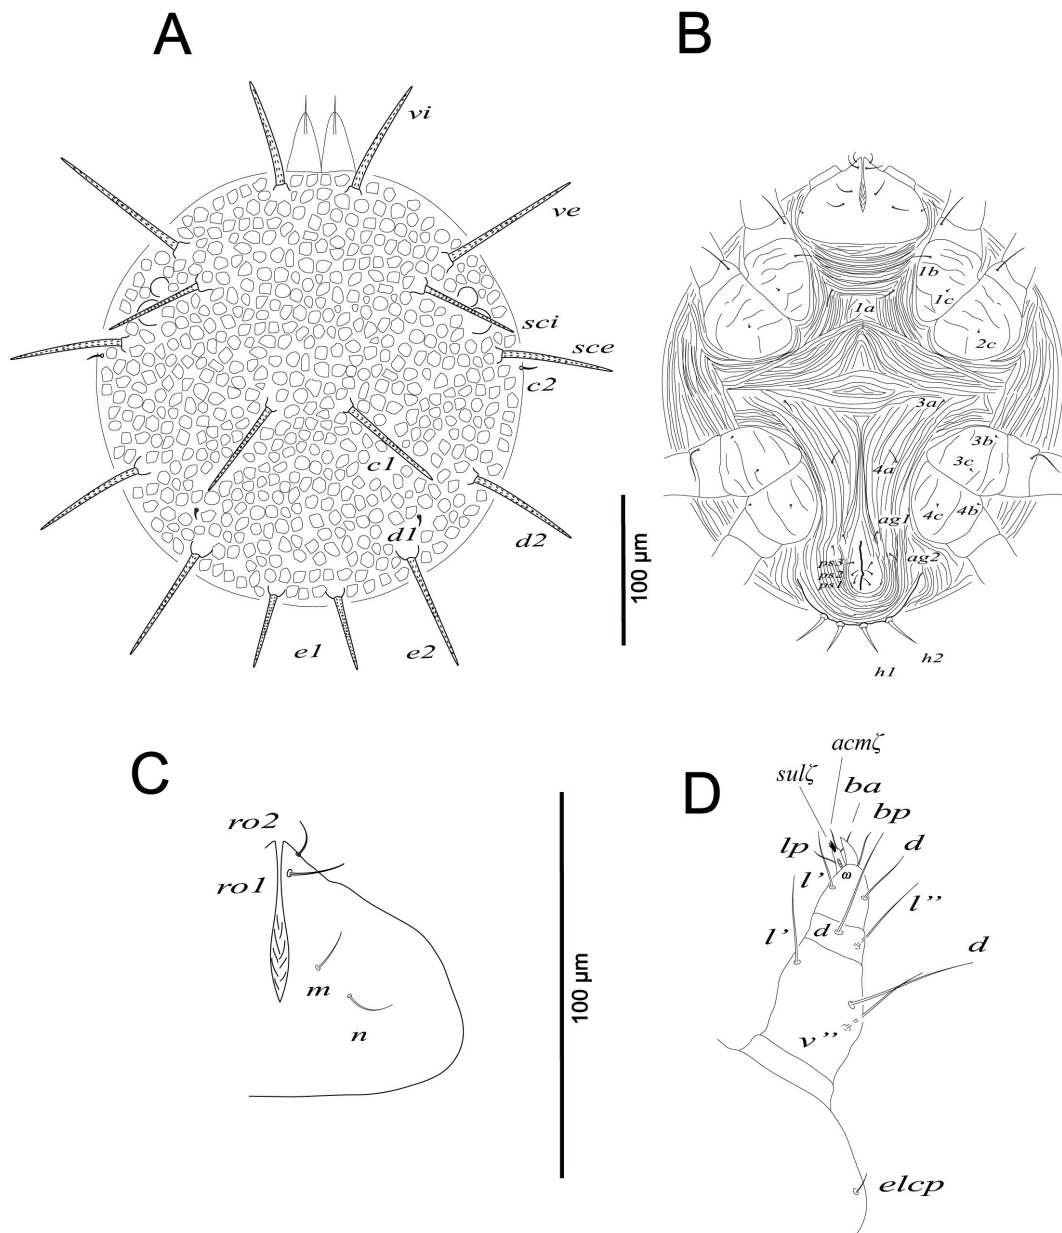 A
vi
ve
sci
sce
c2
c1
d1
d2
e1
e2
100 µm
B
1b
1c
1a
2c
3a
3b
3c
4a
4c
4b
ag1
ag2
ps3
ps2
ps1
h1
h2
C
ro2
ro1
m
n
100 µm
D
acmζ
sulζ
ba
bp
lp
d
l’
ω
l”
d
l’
d
v”
elcp